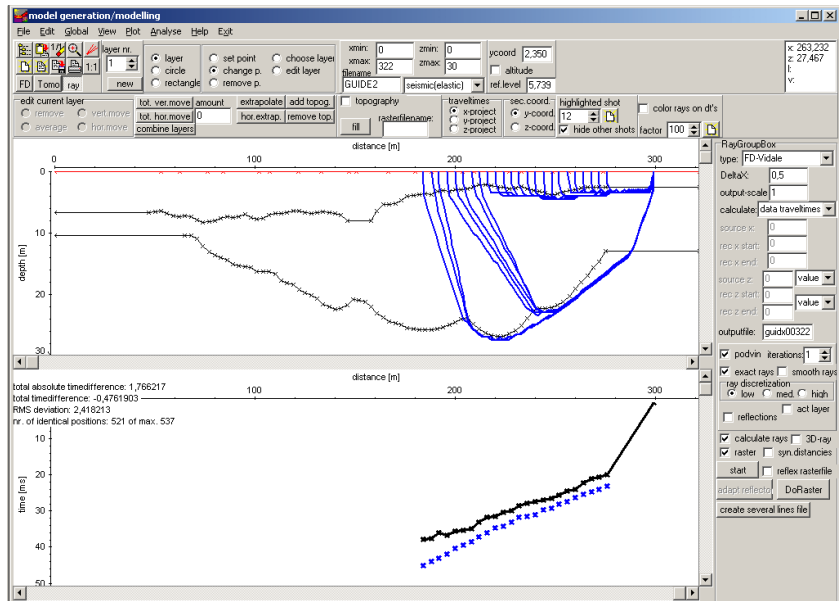 model generation/modelling
File Edit Global View Plot Analyse Help Exit
layer nr.
1
new
1:1
FD Tomo ray
layer
circle
rectangle
set point
change p.
remove p.
choose layer
edit layer
xmin: 0 zmin: 0
xmax: 322 zmax: 30
filename
GUIDE2
seismic(elastic)
ycoord 2,350
altitude
ref.level 5,739
x: 263,232
z: 27,467
l:
v:
edit current layer
remove vert.move
average hor.move
tot. ver.move amount
tot. hor.move 0
combine layers
extrapolate add topog.
hor.extrap. remove top.
topography
fill
rasterfilename
traveltimes
x-project
y-project
z-project
sec.coord.
y-coord.
z-coord.
highlighted shot
12
hide other shots
color rays on dt's
factor 100
distance [m]
0 100 200 300
depth [m]
0
10
20
30
distance [m]
100 200 300
total absolute timedifference: 1,766217
total timedifference: -0,4761903
RMS deviation: 2,418213
nr. of identical positions: 521 of max. 537
time [ms]
10
20
30
40
50
RayGroupBox
type: FD-Vidale
DeltaX: 0,5
output-scale 1
calculate: data traveltimes
source x: 0
rec x start: 0
rec x end: 0
source z: 0 value
rec z start: 0
rec z end: 0
value
outputfile: guidx00322
podvin iterations: 1
exact rays smooth rays
ray discretization
low med. high
act layer
reflections
calculate rays 3D-ray
raster syn.distancies
start reflex rasterfile
adapt reflector DoRaster
create several lines file